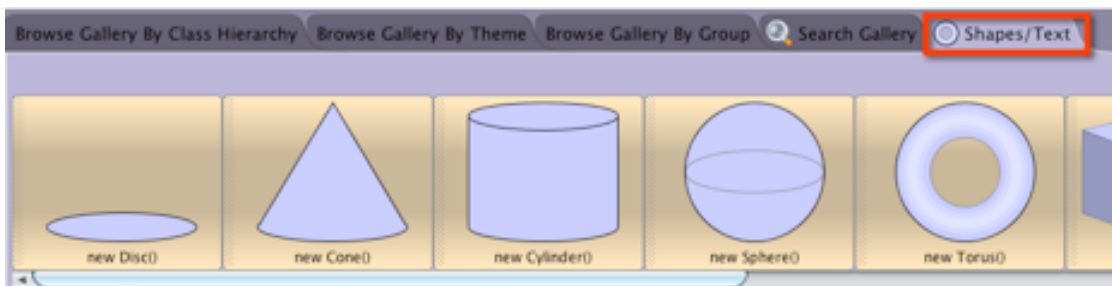 Browse Gallery By Class Hierarchy Browse Gallery By Theme Browse Gallery By Group Search Gallery Shapes/Text
new Disc() new Cone() new Cylinder() new Sphere() new Torus()